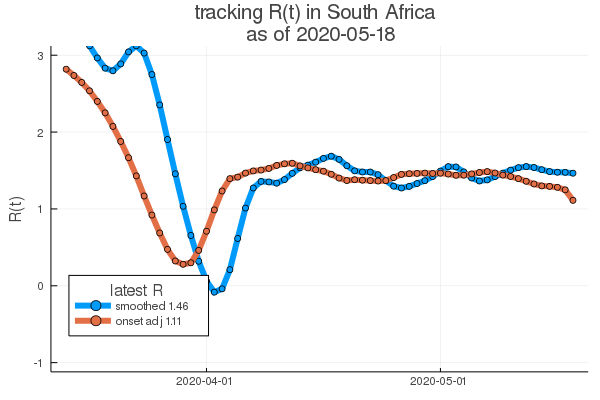 tracking R(t) in South Africa
as of 2020-05-18
3
2
1
0
-1
R(t)
latest R
smoothed 1.46
onset adj 1.11
2020-04-01
2020-05-01